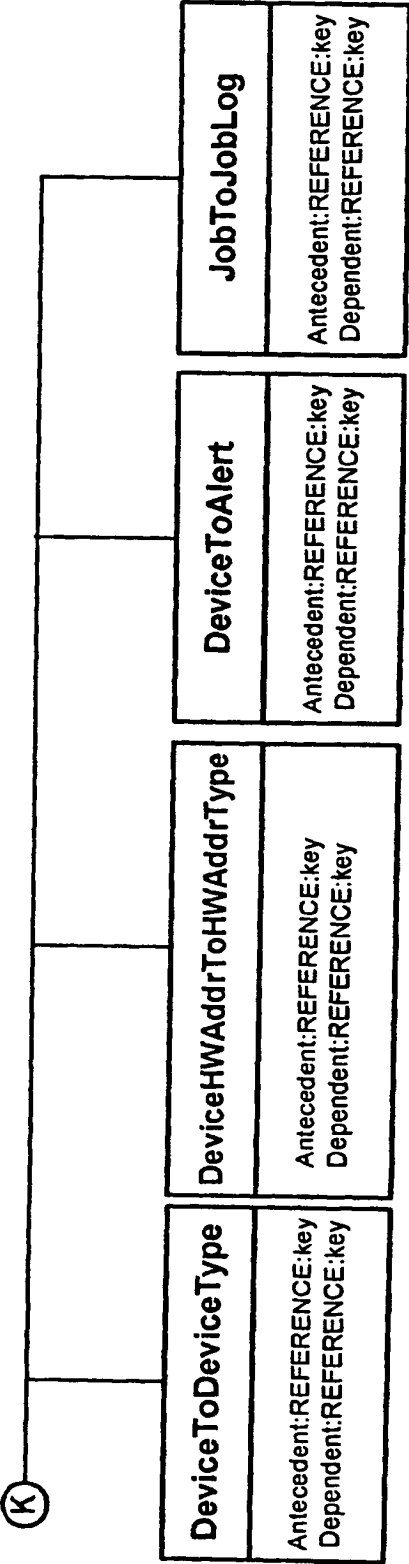 K
DeviceToDeviceType
Antecedent:REFERENCE:key
Dependent:REFERENCE:key
DeviceHWAddrToHWAddrType
Antecedent:REFERENCE:key
Dependent:REFERENCE:key
DeviceToAlert
Antecedent:REFERENCE:key
Dependent:REFERENCE:key
JobToJobLog
Antecedent:REFERENCE:key
Dependent:REFERENCE:key